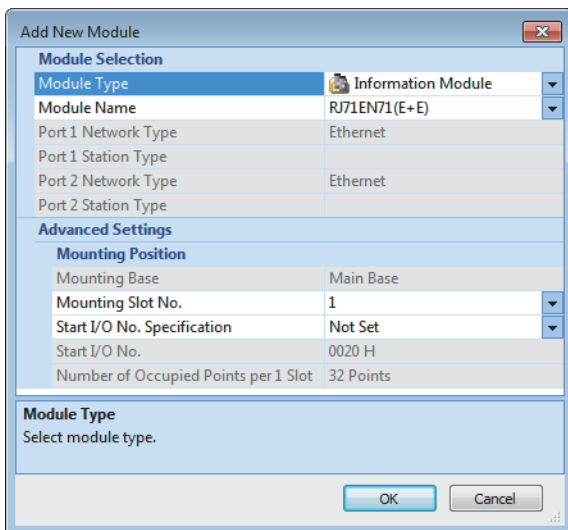 Add New Module
Module Selection
Module Type Information Module
Module Name RJ71EN71(E+E)
Port 1 Network Type Ethernet
Port 1 Station Type
Port 2 Network Type Ethernet
Port 2 Station Type
Advanced Settings
Mounting Position
Mounting Base Main Base
Mounting Slot No. 1
Start I/O No. Specification Not Set
Start I/O No. 0020 H
Number of Occupied Points per 1 Slot 32 Points
Module Type
Select module type.
OK Cancel